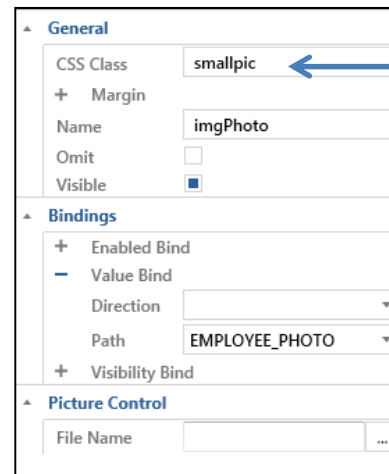 General
CSS Class smallpic
+ Margin
Name imgPhoto
Omit
Visible
Bindings
+ Enabled Bind
− Value Bind
Direction
Path EMPLOYEE_PHOTO
+ Visibility Bind
Picture Control
File Name ...